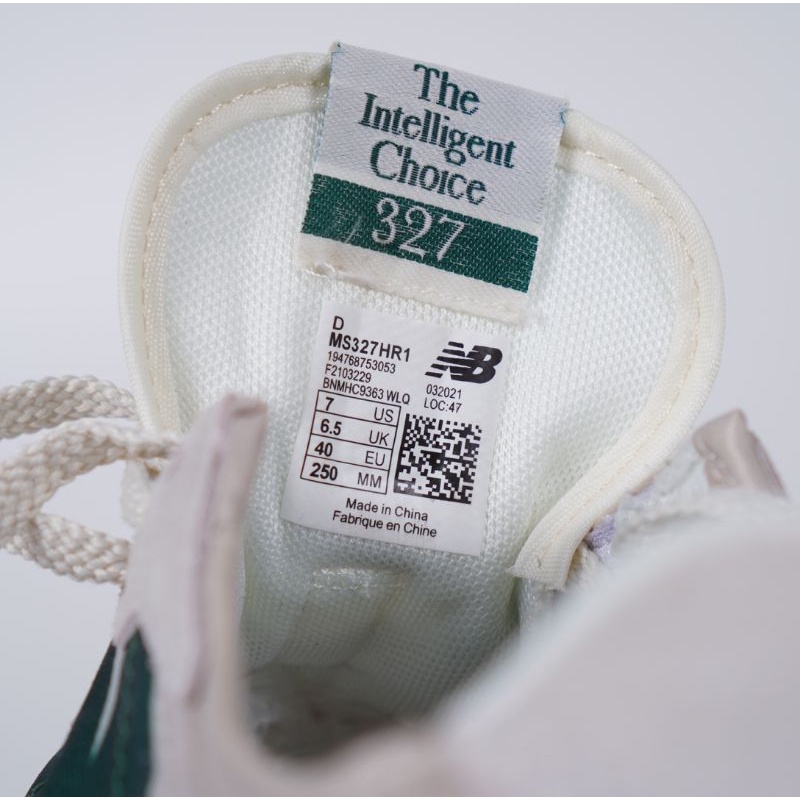 The
Intelligent
Choice
327
D
MS327HR1
194768753053
F2103229
BNMHC9363 WLQ
NB
032021
LOC:47
7 US
6.5 UK
40 EU
250 MM
Made in China
Fabrique en Chine